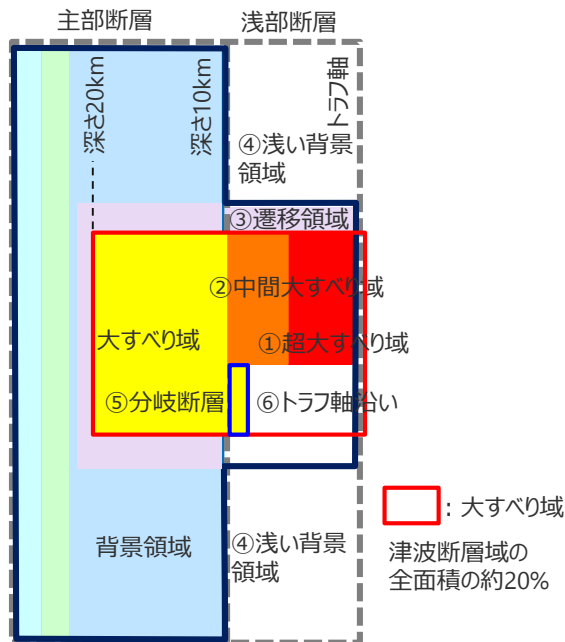 主部断層
浅部断層
深さ20km
深さ10km
トラフ軸
④浅い背景
領域
③遷移領域
②中間大すべり域
大すべり域
①超大すべり域
⑤分岐断層
⑥トラフ軸沿い
背景領域
④浅い背景
領域
：大すべり域
津波断層域の
全面積の約20%